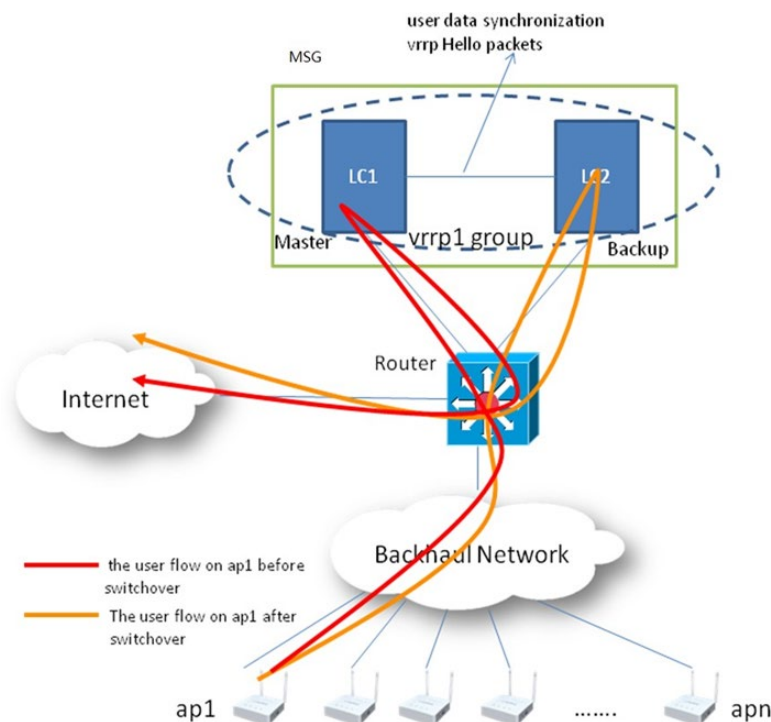 user data synchronization
vrrp Hello packets
MSG
LC1
LC2
Master
vrrp1 group
Backup
Router
Internet
Backhaul Network
the user flow on ap1 before
switchover
The user flow on ap1 after
switchover
ap1
.......
apn